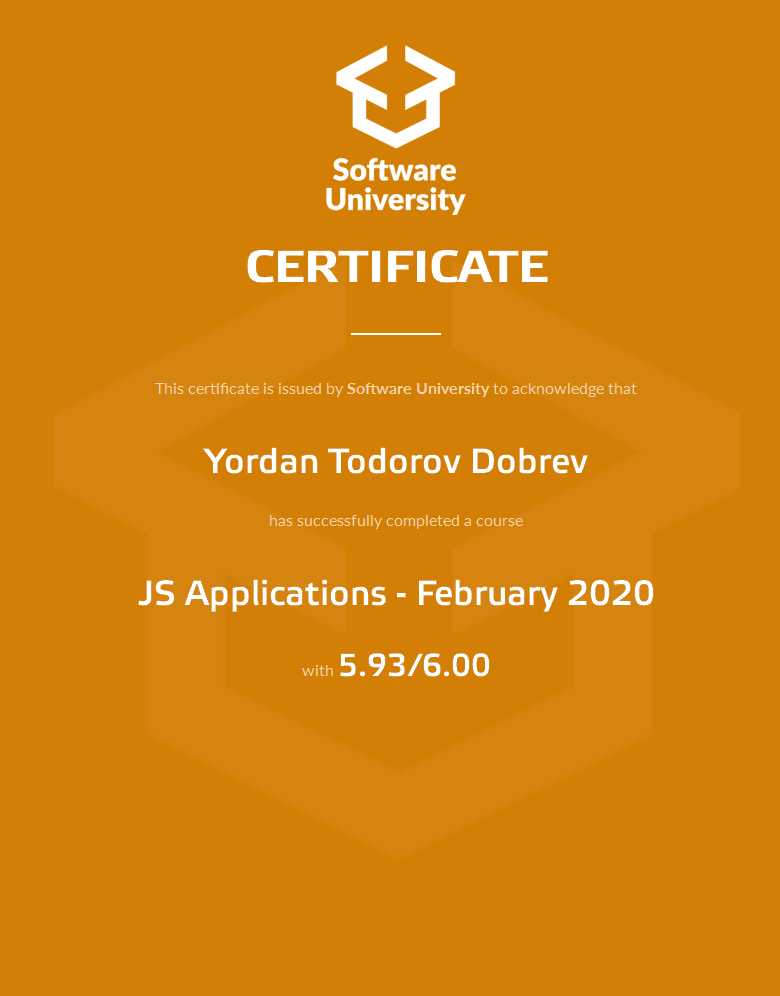 Software
University
CERTIFICATE
This certificate is issued by Software University to acknowledge that
Yordan Todorov Dobrev
has successfully completed a course
JS Applications - February 2020
with 5.93/6.00